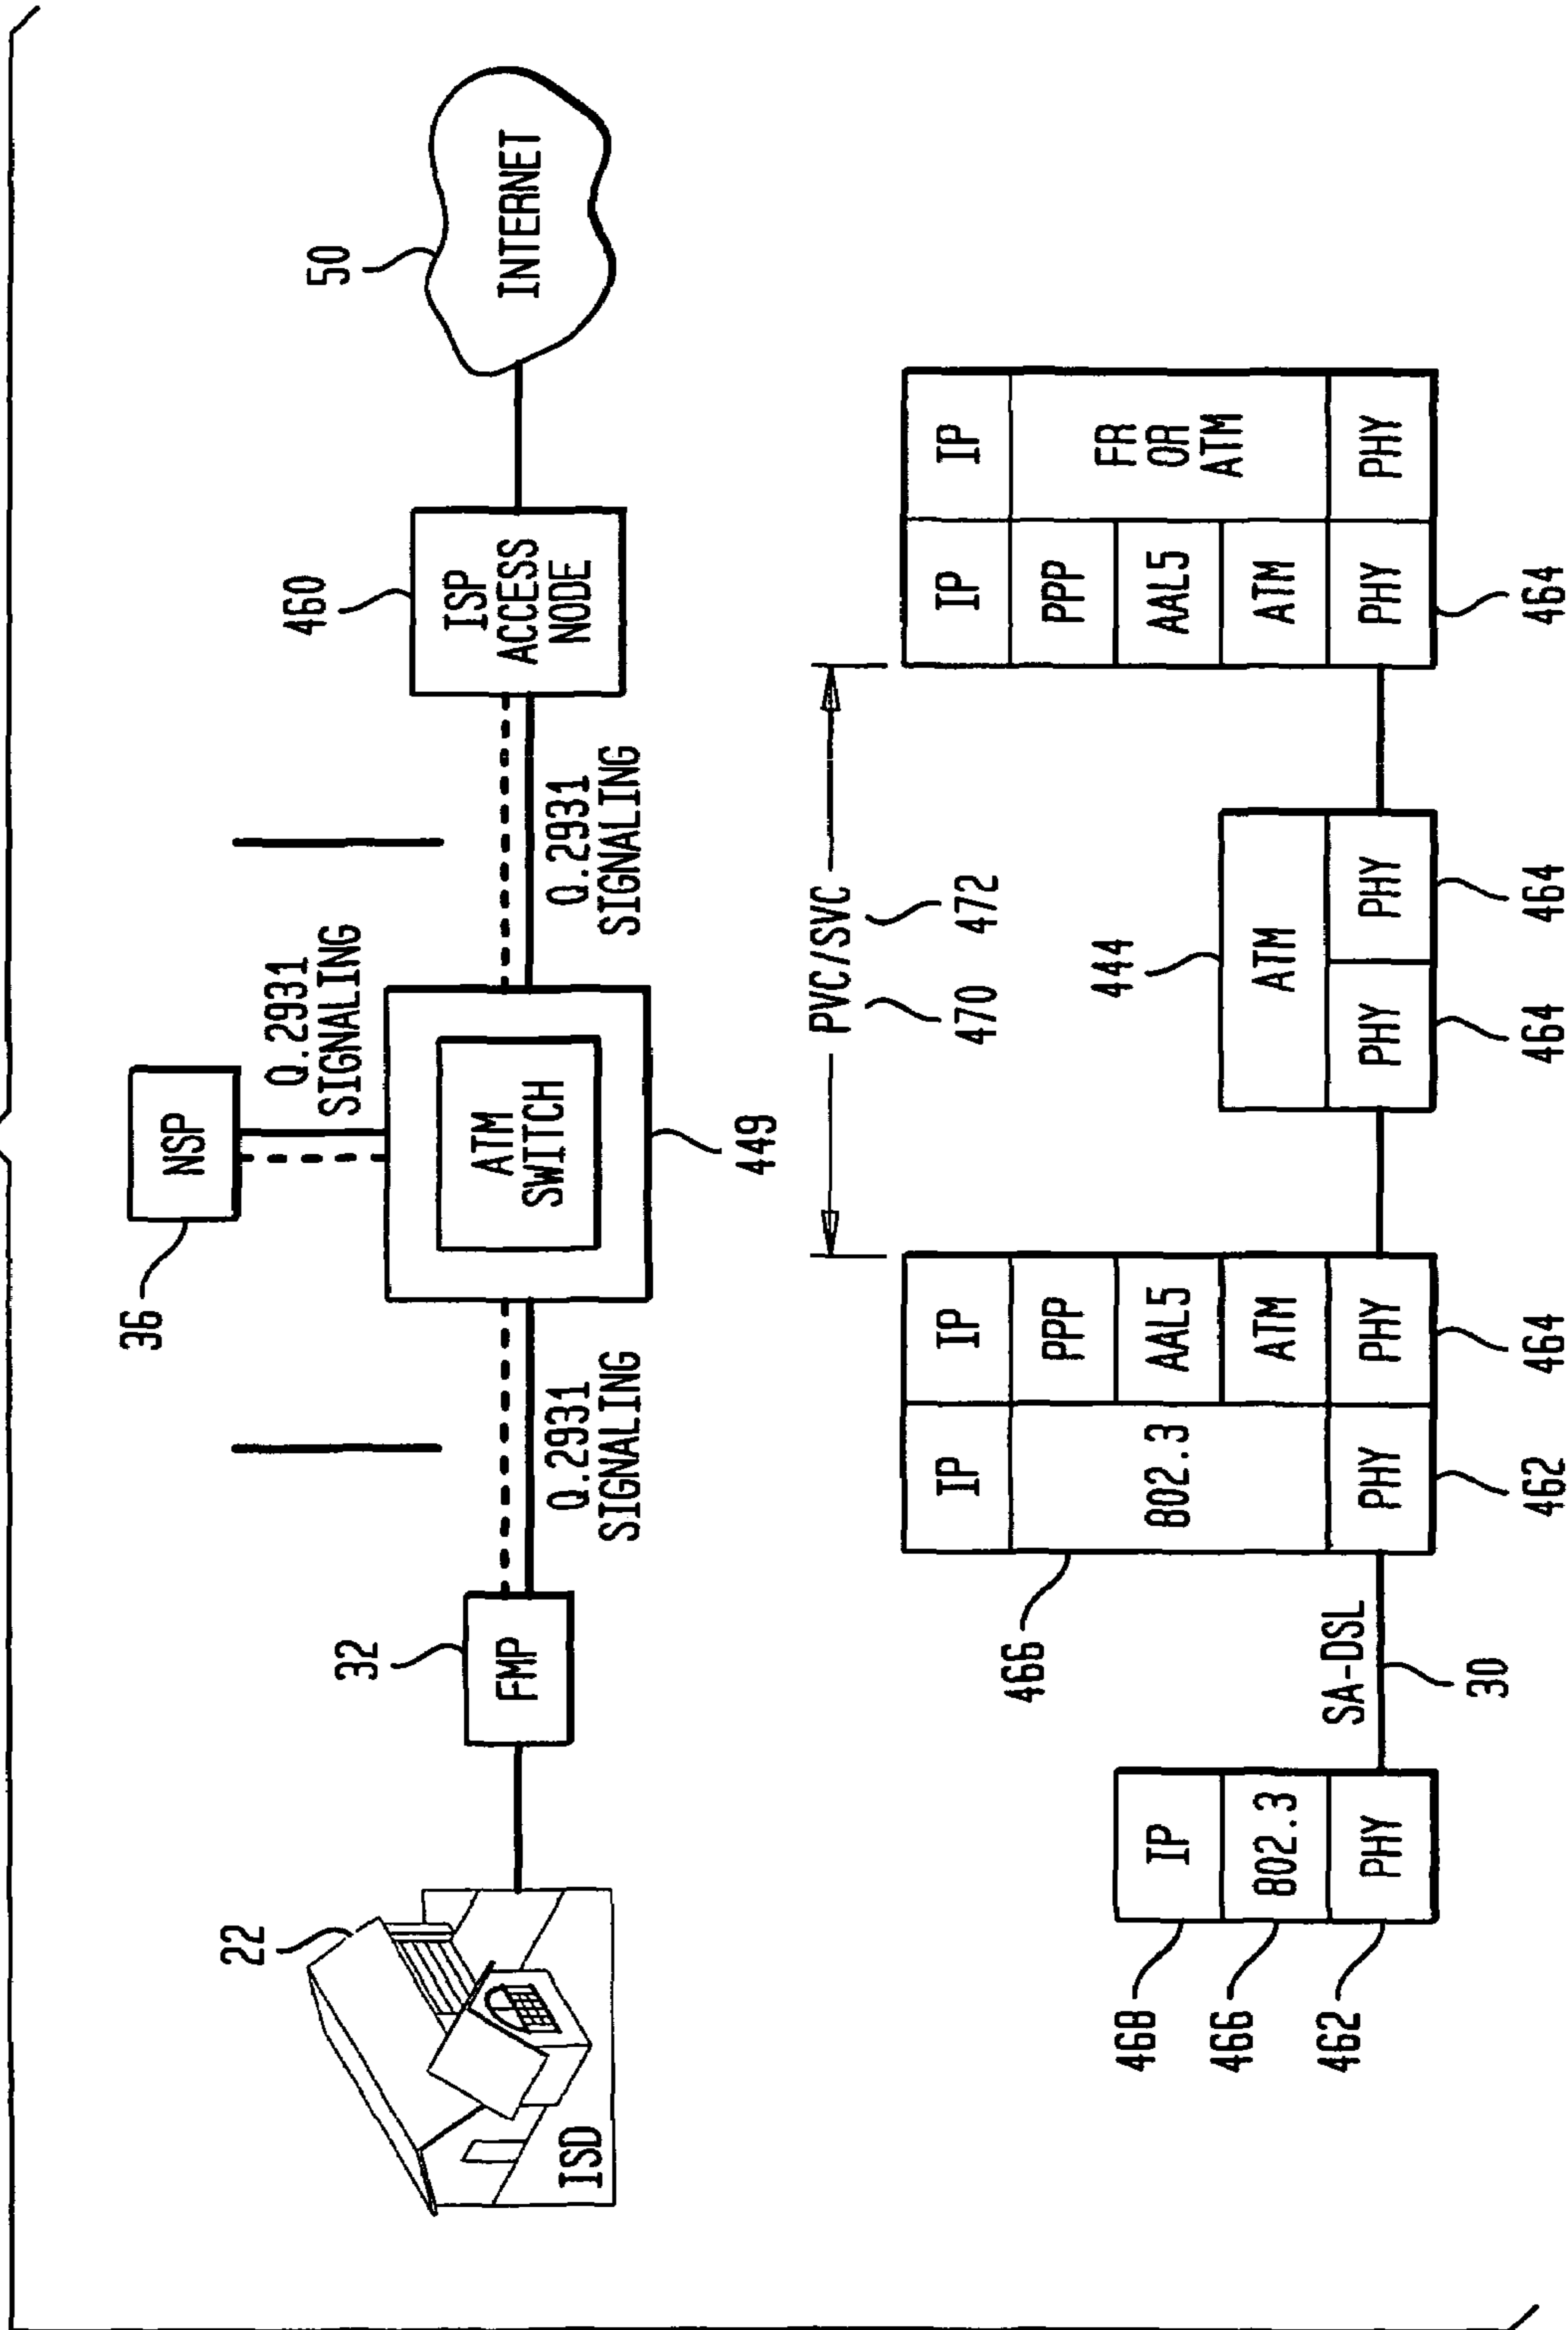 22
ISD
32
FMP
Q.2931
SIGNALING
36
NSP
Q.2931
SIGNALING
ATM
SWITCH
449
Q.2931
SIGNALING
460
ISP
ACCESS
NODE
50
INTERNET
PVC/SVC
470
472
468
466
462
IP
802.3
PHY
SA-DSL
30
466
IP
802.3
PHY
462
IP
PPP
AAL5
ATM
PHY
464
444
ATM
PHY
PHY
464
464
IP
PPP
AAL5
ATM
PHY
464
IP
FR
OR
ATM
PHY